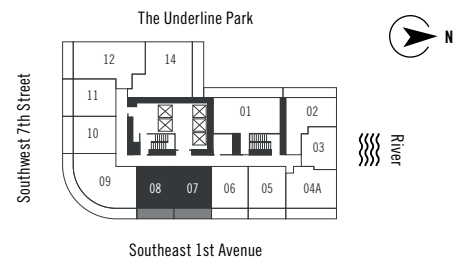 The Underline Park
N
12
14
11
01
02
10
03
09
08
07
06
05
04A
Southwest 7th Street
River
Southeast 1st Avenue